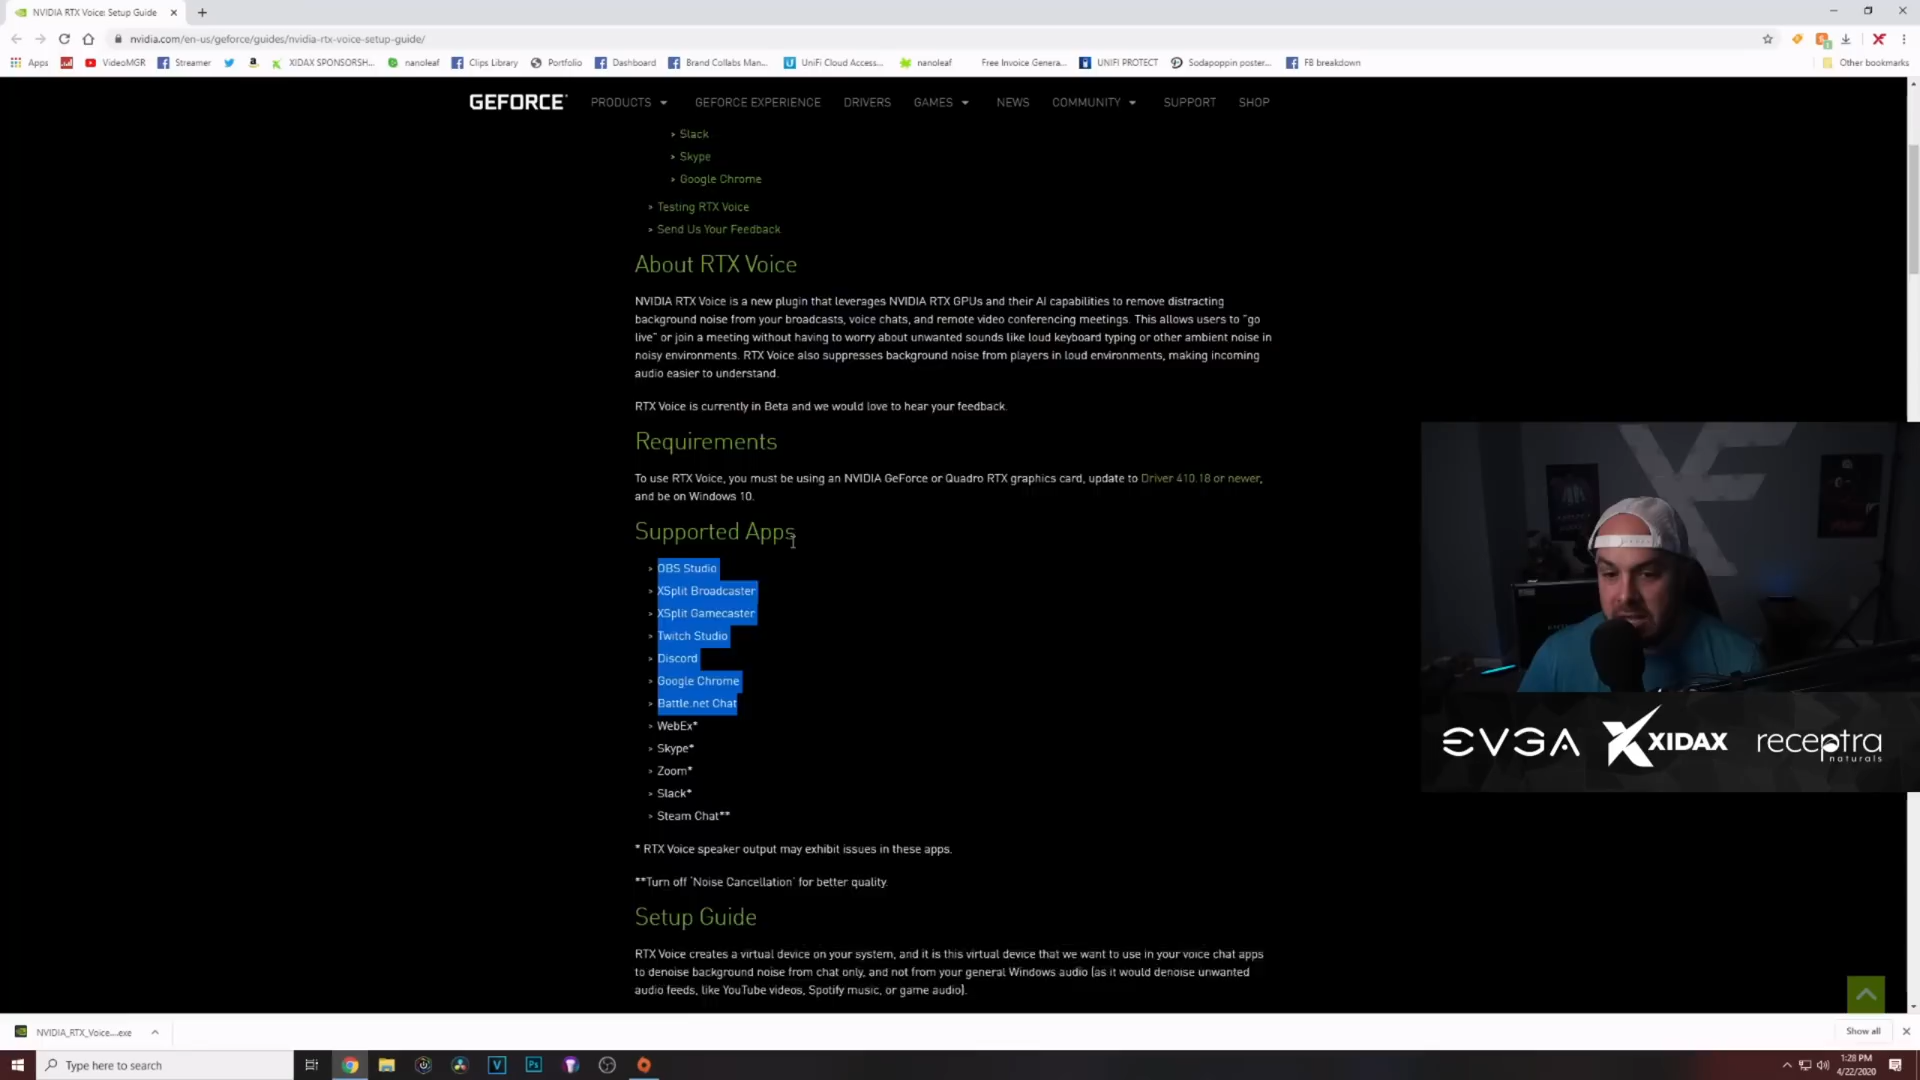 NVIDIA RTX Voice: Setup Guide
nvidia.com/en-us/geforce/guides/nvidia-rtx-voice-setup-guide/
Apps VideoMGR Streamer XIDAX SPONSORSH... nanoleaf Clips Library Portfolio Dashboard Brand Collabs Man... UniFi Cloud Access... nanoleaf Free Invoice Genera... UNIFI PROTECT Sodapoppin poster... FB breakdown Other bookmarks
GEFORCE PRODUCTS GEFORCE EXPERIENCE DRIVERS GAMES NEWS COMMUNITY SUPPORT SHOP
Slack
Skype
Google Chrome
Testing RTX Voice
Send Us Your Feedback
About RTX Voice
NVIDIA RTX Voice is a new plugin that leverages NVIDIA RTX GPUs and their AI capabilities to remove distracting
background noise from your broadcasts, voice chats, and remote video conferencing meetings. This allows users to "go
live" or join a meeting without having to worry about unwanted sounds like loud keyboard typing or other ambient noise in
noisy environments. RTX Voice also suppresses background noise from players in loud environments, making incoming
audio easier to understand.
RTX Voice is currently in Beta and we would love to hear your feedback.
Requirements
To use RTX Voice, you must be using an NVIDIA GeForce or Quadro RTX graphics card, update to Driver 410.18 or newer,
and be on Windows 10.
Supported Apps
OBS Studio
XSplit Broadcaster
XSplit Gamecaster
Twitch Studio
Discord
Google Chrome
Battle.net Chat
WebEx*
Skype*
Zoom*
Slack*
Steam Chat**
* RTX Voice speaker output may exhibit issues in these apps.
**Turn off 'Noise Cancellation' for better quality.
Setup Guide
RTX Voice creates a virtual device on your system, and it is this virtual device that we want to use in your voice chat apps
to denoise background noise from chat only, and not from your general Windows audio (as it would denoise unwanted
audio feeds, like YouTube videos, Spotify music, or game audio).
EVGA XIDAX receptra
naturals
NVIDIA_RTX_Voice....exe
Show all
Type here to search
1:28 PM
4/22/2020